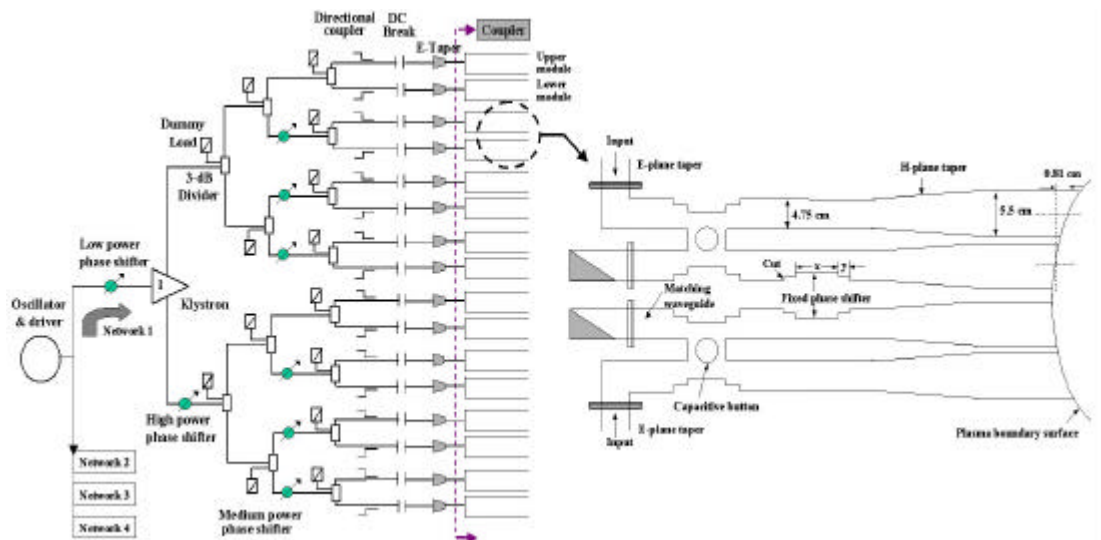 Directional
coupler
DC
Break
E-Taper
Coupler
Upper
module
Lower
module
Dummy
Load
3-dB
Divider
Low power
phase shifter
1
Klystron
Oscillator
& driver
Network 1
High power
phase shifter
Network 2
Network 3
Network 4
Medium power
phase shifter
Input
E-plane taper
H-plane taper
0.81 cm
4.75 cm
5.5 cm
Cut
x
y
Fixed phase shifter
Matching
waveguide
Capacitive button
Input
E-plane taper
Plasma boundary surface